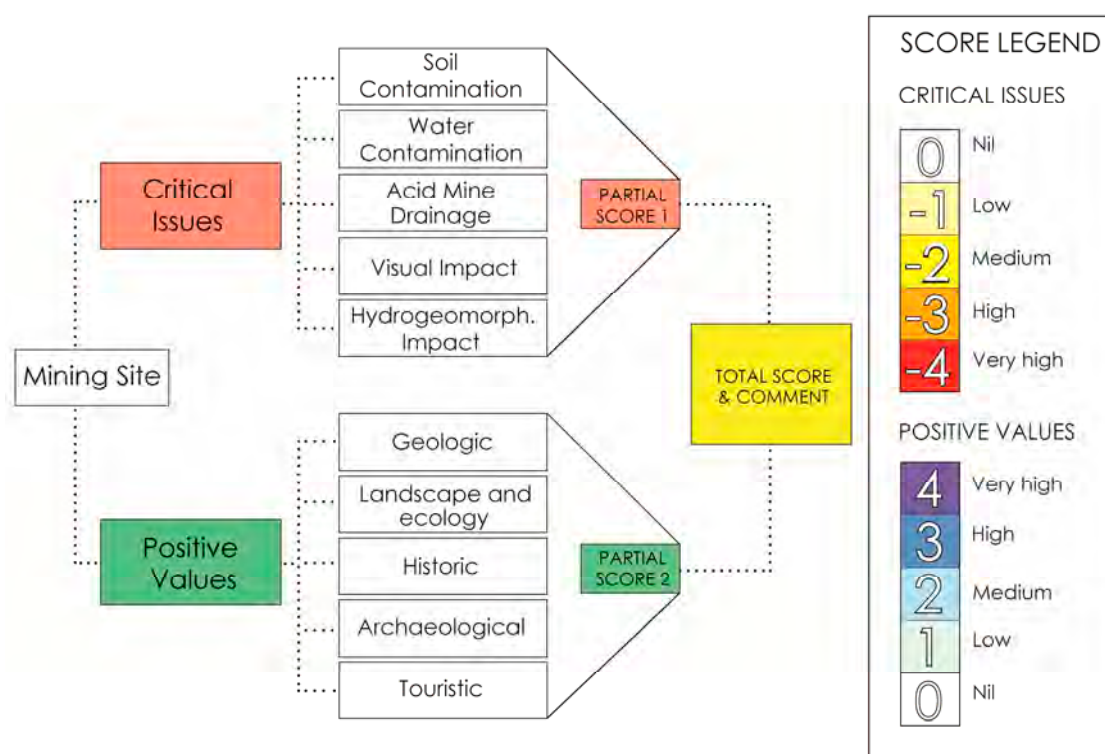 Mining Site
Critical
Issues
Soil
Contamination
Water
Contamination
Acid Mine
Drainage
Visual Impact
Hydrogeomorph.
Impact
PARTIAL
SCORE 1
Positive
Values
Geologic
Landscape and
ecology
Historic
Archaeological
Touristic
PARTIAL
SCORE 2
TOTAL SCORE
& COMMENT
SCORE LEGEND
CRITICAL ISSUES
0 Nil
-1 Low
-2 Medium
-3 High
-4 Very high
POSITIVE VALUES
4 Very high
3 High
2 Medium
1 Low
0 Nil